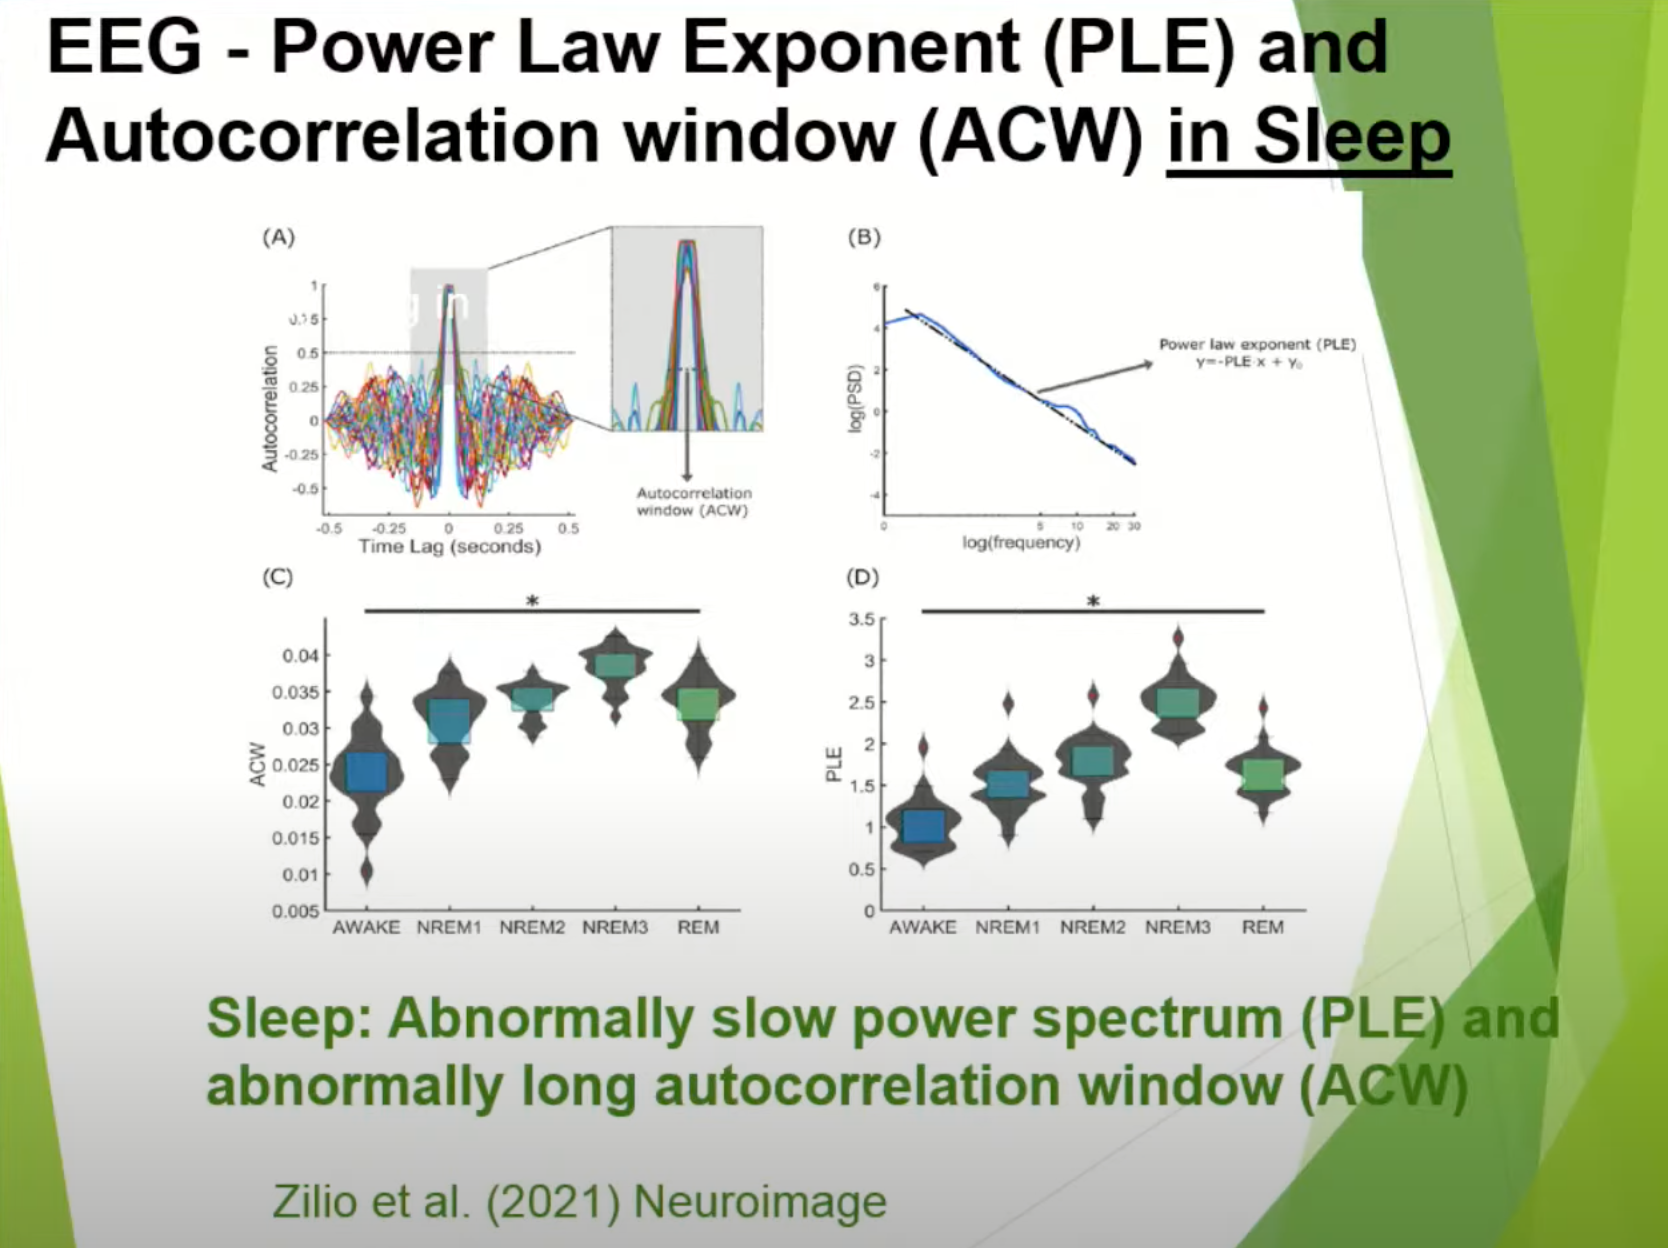 EEG - Power Law Exponent (PLE) and
Autocorrelation window (ACW) in Sleep
(A)
g in
1
0.5
0.25
0
-0.25
-0.5
Autocorrelation
-0.5 -0.25 0 0.25 0.5
Time Lag (seconds)
Autocorrelation
window (ACW)
(B)
6
4
2
0
-2
-4
log(PSD)
Power law exponent (PLE)
y=-PLE·x + y₀
0 5 10 20 30
log(frequency)
(C)
*
0.04
0.035
0.03
0.025
0.02
0.015
0.01
0.005
ACW
AWAKE NREM1 NREM2 NREM3 REM
(D)
*
3.5
3
2.5
2
1.5
1
0.5
0
PLE
AWAKE NREM1 NREM2 NREM3 REM
Sleep: Abnormally slow power spectrum (PLE) and
abnormally long autocorrelation window (ACW)
Zilio et al. (2021) Neuroimage